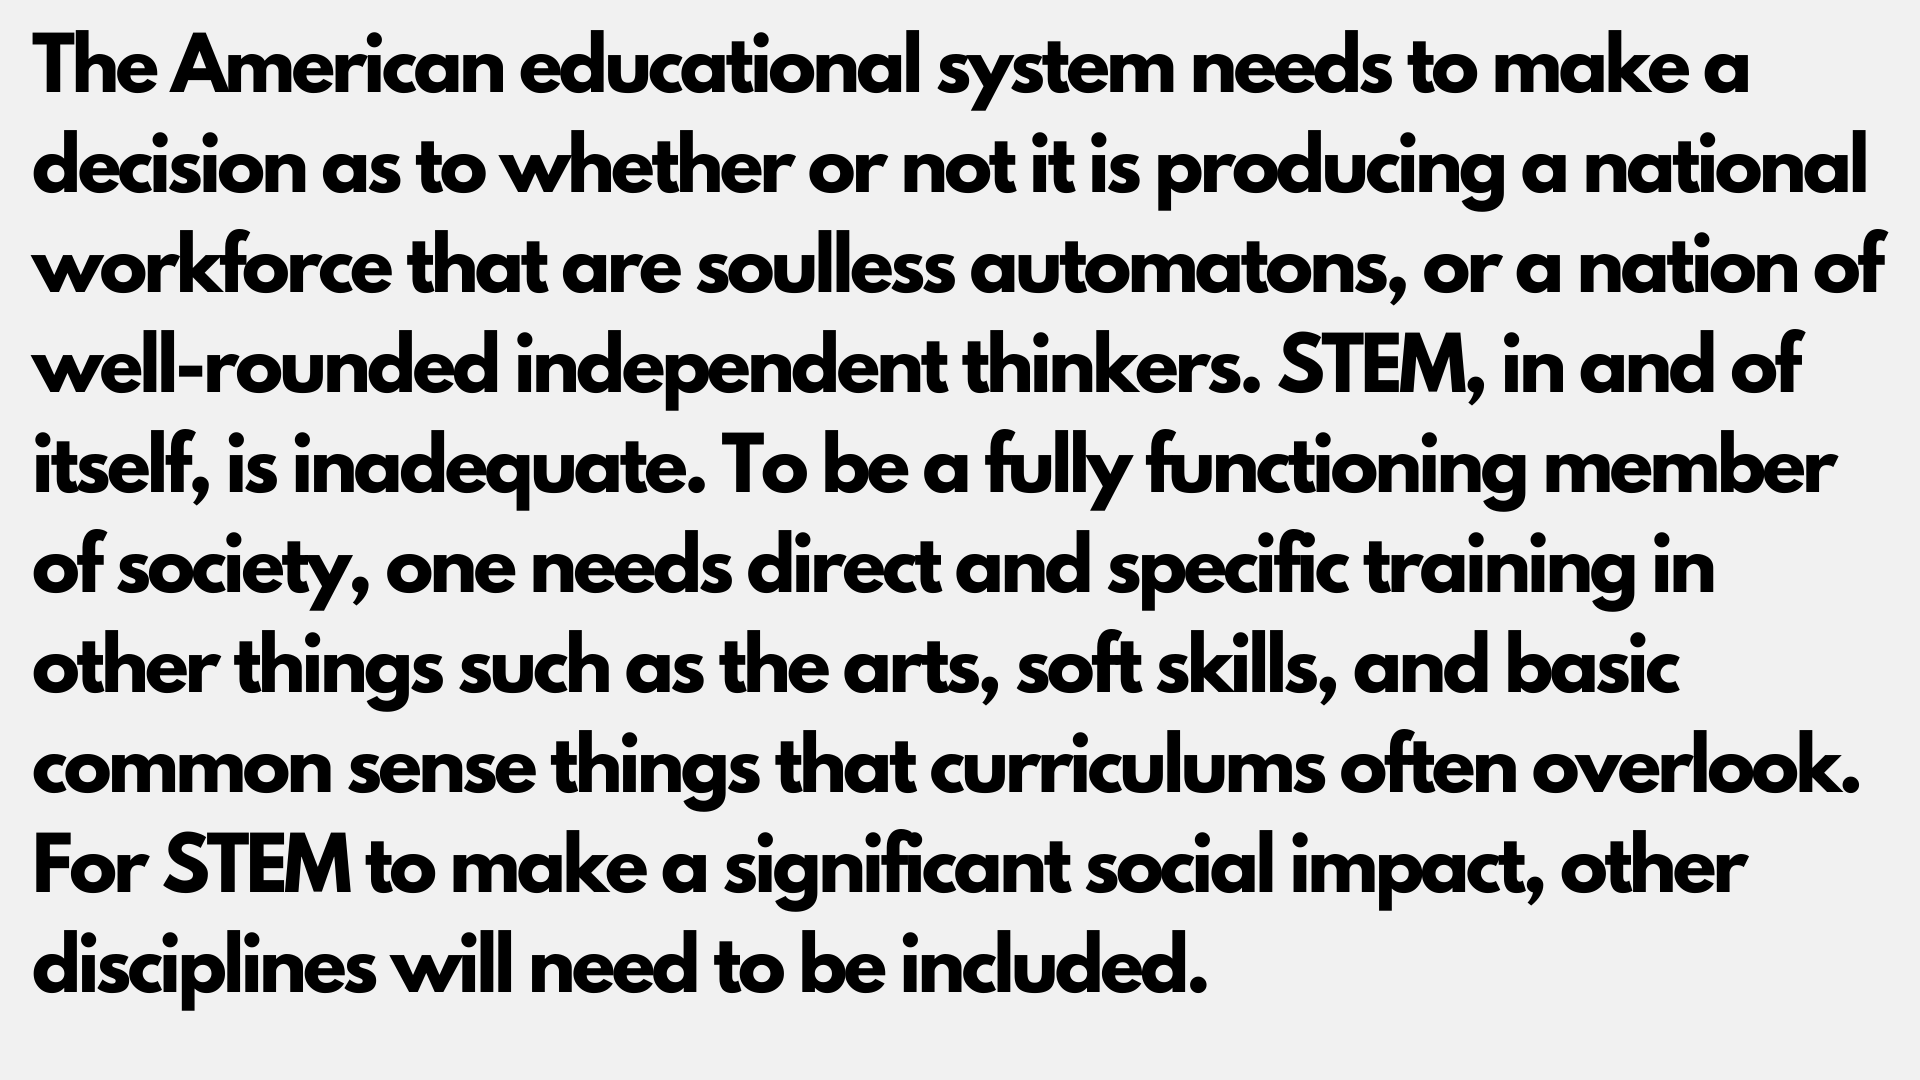 The American educational system needs to make a
decision as to whether or not it is producing a national
workforce that are soulless automatons, or a nation of
well-rounded independent thinkers. STEM, in and of
itself, is inadequate. To be a fully functioning member
of society, one needs direct and specific training in
other things such as the arts, soft skills, and basic
common sense things that curriculums often overlook.
For STEM to make a significant social impact, other
disciplines will need to be included.